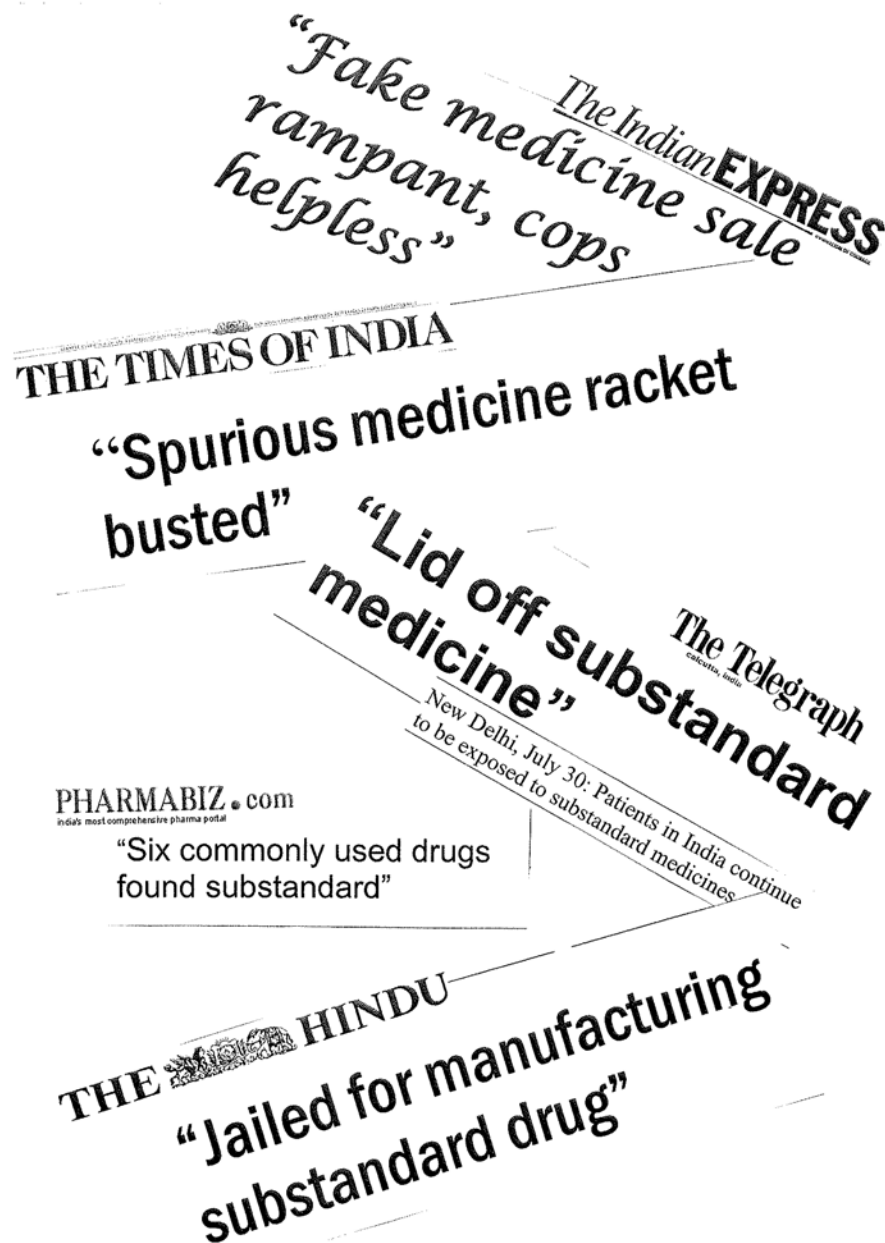 “Fake medicine sale
rampant, cops
helpless”
The Indian EXPRESS
THE TIMES OF INDIA
“Spurious medicine racket
busted”
“Lid off substandard
medicine”
The Telegraph
calcutta, india
New Delhi, July 30: Patients in India continue
to be exposed to substandard medicines
PHARMABIZ.com
india's most comprehensive pharma portal
“Six commonly used drugs
found substandard”
THE HINDU
“Jailed for manufacturing
substandard drug”